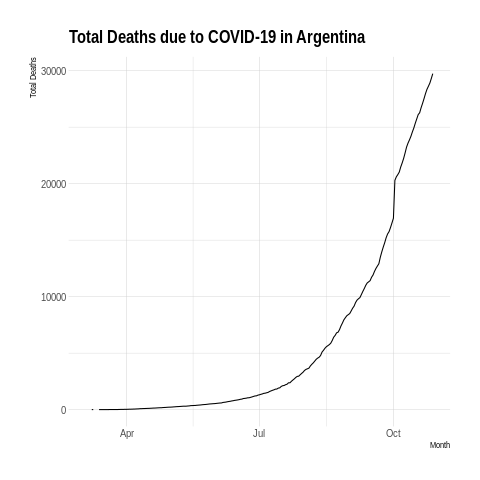 Total Deaths due to COVID-19 in Argentina
Total Deaths
30000
20000
10000
0
Apr
Jul
Oct
Month